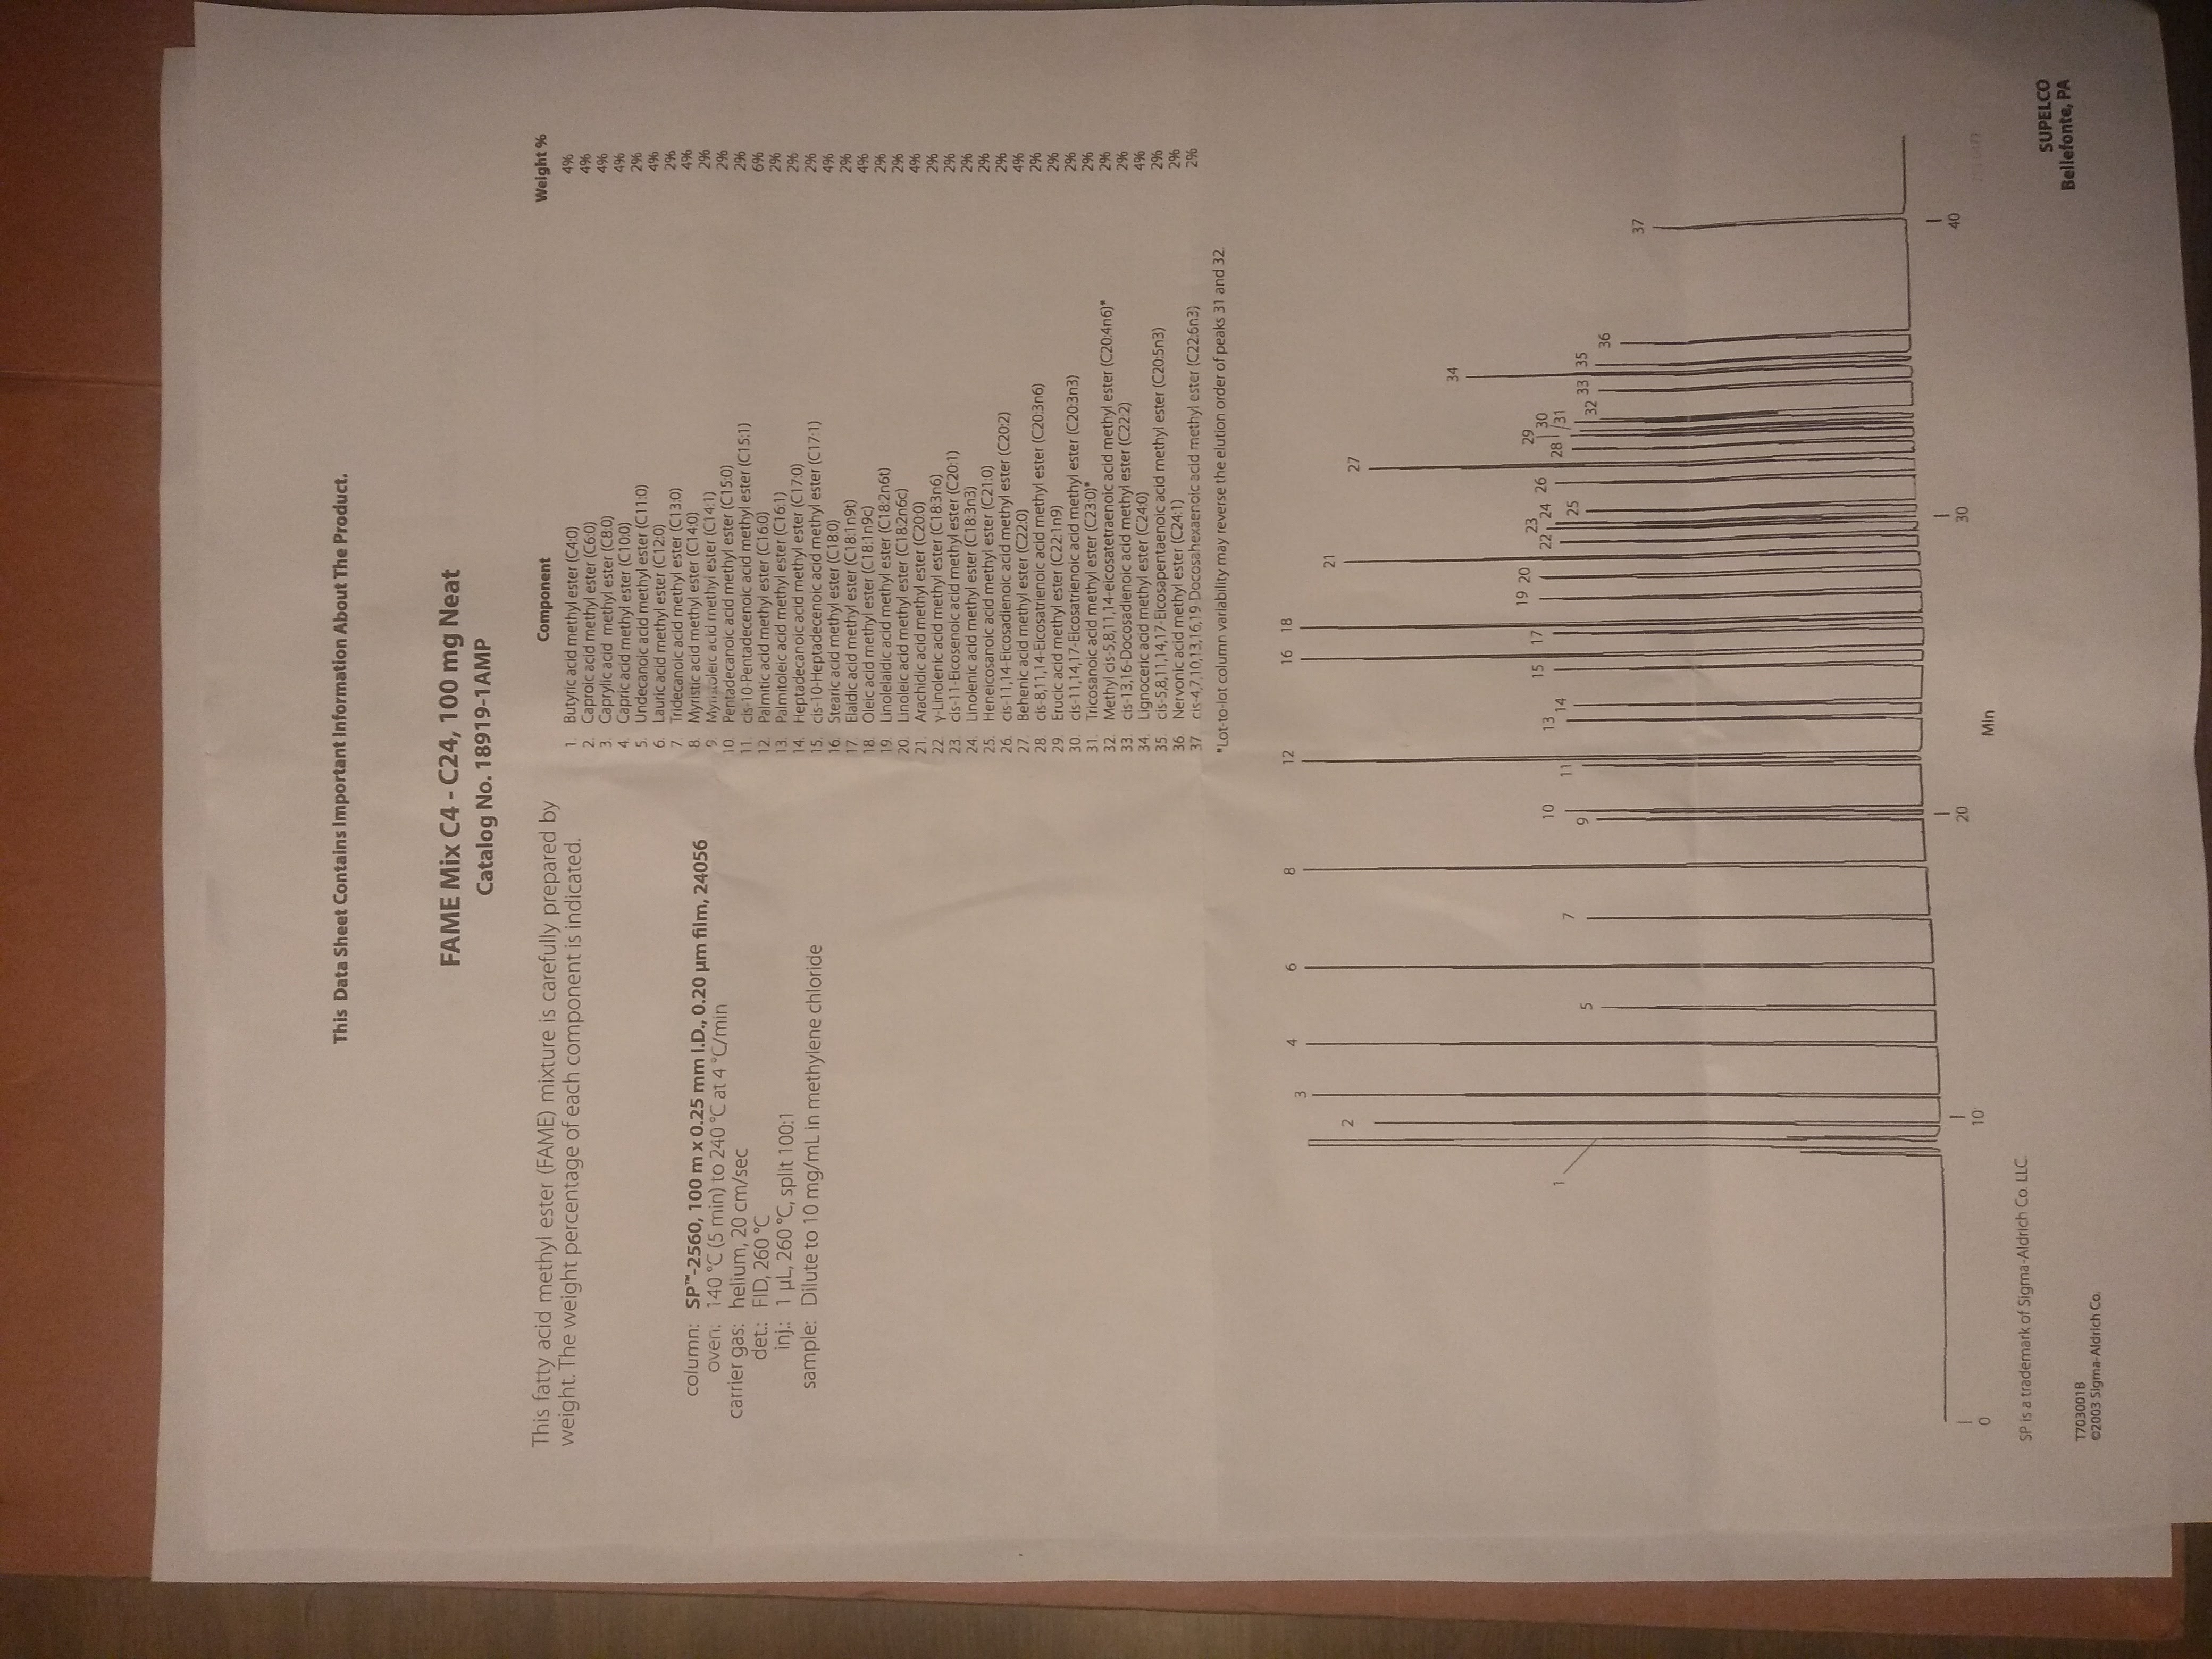 This Data Sheet Contains Important Information About The Product.
FAME Mix C4 - C24, 100 mg Neat
Catalog No. 18919-1AMP
This fatty acid methyl ester (FAME) mixture is carefully prepared by
weight. The weight percentage of each component is indicated.
column: SP™-2560, 100 m x 0.25 mm I.D., 0.20 µm film, 24056
oven: 140 °C (5 min) to 240 °C at 4 °C/min
carrier gas: helium, 20 cm/sec
det.: FID, 260 °C
inj.: 1 µL, 260 °C, split 100:1
sample: Dilute to 10 mg/mL in methylene chloride
Component Weight %
1. Butyric acid methyl ester (C4:0) 4%
2. Caproic acid methyl ester (C6:0) 4%
3. Caprylic acid methyl ester (C8:0) 4%
4. Capric acid methyl ester (C10:0) 4%
5. Undecanoic acid methyl ester (C11:0) 2%
6. Lauric acid methyl ester (C12:0) 4%
7. Tridecanoic acid methyl ester (C13:0) 2%
8. Myristic acid methyl ester (C14:0) 4%
9. Myristoleic acid methyl ester (C14:1) 2%
10. Pentadecanoic acid methyl ester (C15:0) 2%
11. cis-10-Pentadecenoic acid methyl ester (C15:1) 2%
12. Palmitic acid methyl ester (C16:0) 6%
13. Palmitoleic acid methyl ester (C16:1) 2%
14. Heptadecanoic acid methyl ester (C17:0) 2%
15. cis-10-Heptadecenoic acid methyl ester (C17:1) 2%
16. Stearic acid methyl ester (C18:0) 4%
17. Elaidic acid methyl ester (C18:1n9t) 2%
18. Oleic acid methyl ester (C18:1n9c) 4%
19. Linolelaidic acid methyl ester (C18:2n6t) 2%
20. Linoleic acid methyl ester (C18:2n6c) 2%
21. Arachidic acid methyl ester (C20:0) 4%
22. γ-Linolenic acid methyl ester (C18:3n6) 2%
23. cis-11-Eicosenoic acid methyl ester (C20:1) 2%
24. Linolenic acid methyl ester (C18:3n3) 2%
25. Heneicosanoic acid methyl ester (C21:0) 2%
26. cis-11,14-Eicosadienoic acid methyl ester (C20:2) 2%
27. Behenic acid methyl ester (C22:0) 4%
28. cis-8,11,14-Eicosatrienoic acid methyl ester (C20:3n6) 2%
29. Erucic acid methyl ester (C22:1n9) 2%
30. cis-11,14,17-Eicosatrienoic acid methyl ester (C20:3n3) 2%
31. Tricosanoic acid methyl ester (C23:0)* 2%
32. Methyl cis-5,8,11,14-eicosatetraenoic acid methyl ester (C20:4n6)* 2%
33. cis-13,16-Docosadienoic acid methyl ester (C22:2) 2%
34. Lignoceric acid methyl ester (C24:0) 4%
35. cis-5,8,11,14,17-Eicosapentaenoic acid methyl ester (C20:5n3) 2%
36. Nervonic acid methyl ester (C24:1) 2%
37. cis-4,7,10,13,16,19-Docosahexaenoic acid methyl ester (C22:6n3) 2%
*Lot-to-lot column variability may reverse the elution order of peaks 31 and 32.
1 2 3 4 5 6 7 8 9 10 11 12 13 14 15 16 17 18 19 20 21 22 23 24 25 26 27 28 29 30 31 32 33 34 35 36 37
0 10 20 30 40
Min
SP is a trademark of Sigma-Aldrich Co. LLC.
T703001B
©2003 Sigma-Aldrich Co.
SUPELCO
Bellefonte, PA